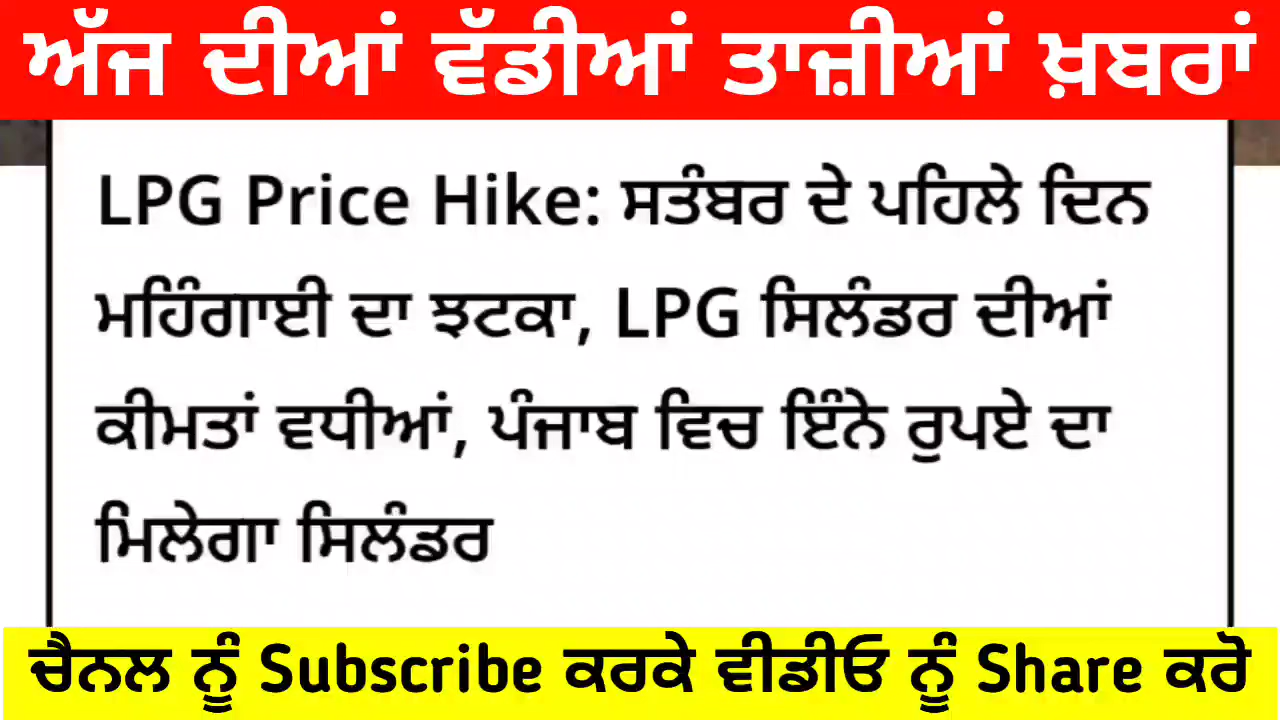 ਅੱਜ ਦੀਆਂ ਵੱਡੀਆਂ ਤਾਜ਼ੀਆਂ ਖ਼ਬਰਾਂ
LPG Price Hike: ਸਤੰਬਰ ਦੇ ਪਹਿਲੇ ਦਿਨ
ਮਹਿੰਗਾਈ ਦਾ ਝਟਕਾ, LPG ਸਿਲੰਡਰ ਦੀਆਂ
ਕੀਮਤਾਂ ਵਧੀਆਂ, ਪੰਜਾਬ ਵਿਚ ਇੰਨੇ ਰੁਪਏ ਦਾ
ਮਿਲੇਗਾ ਸਿਲੰਡਰ
ਚੈਨਲ ਨੂੰ Subscribe ਕਰਕੇ ਵੀਡੀਓ ਨੂੰ Share ਕਰੋ